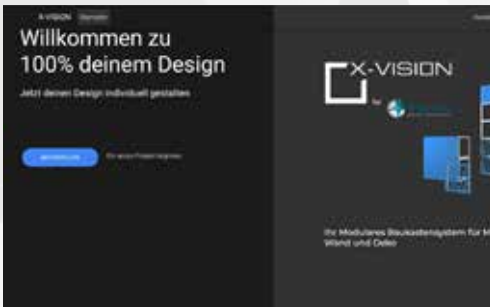 X-VISION
Willkommen zu
100% deinem Design
Jetzt deinen Design individuell gestalten
X-VISION
for
Ihr Modulares Baukastensystem für M
Wand und Deko